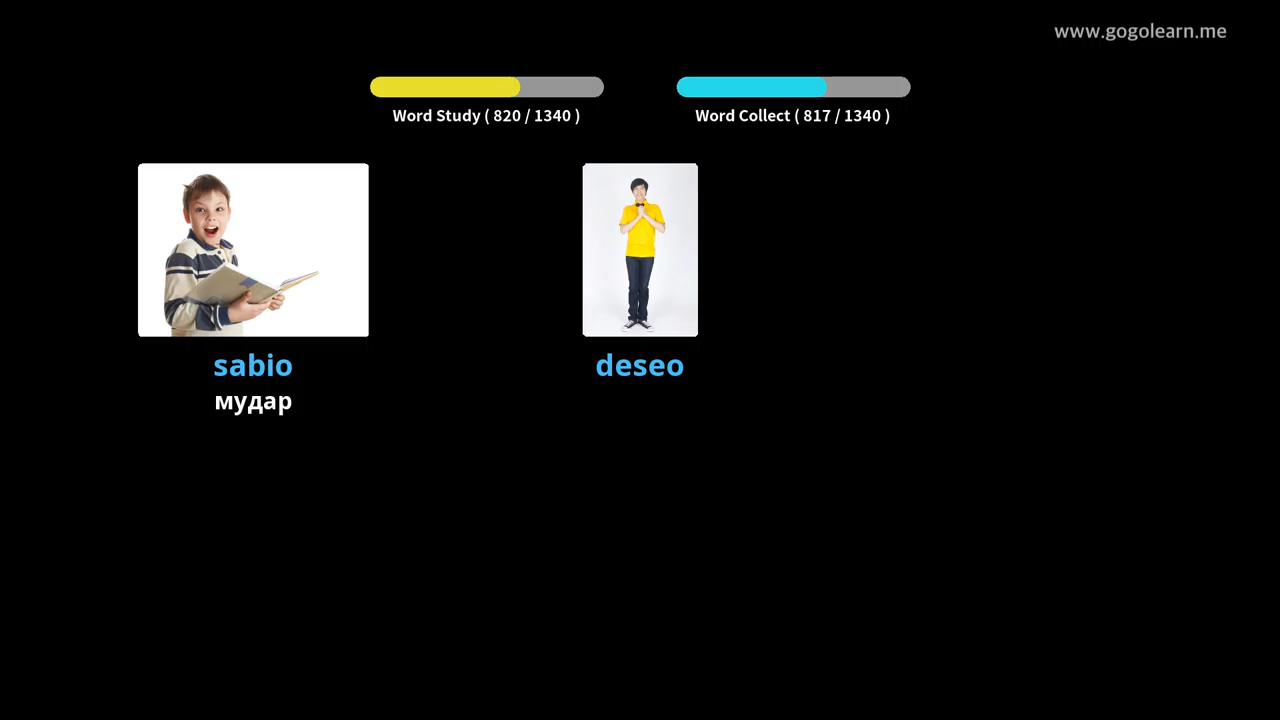 www.gogolearn.me
Word Study ( 820 / 1340 )
Word Collect ( 817 / 1340 )
sabio
мудар
deseo